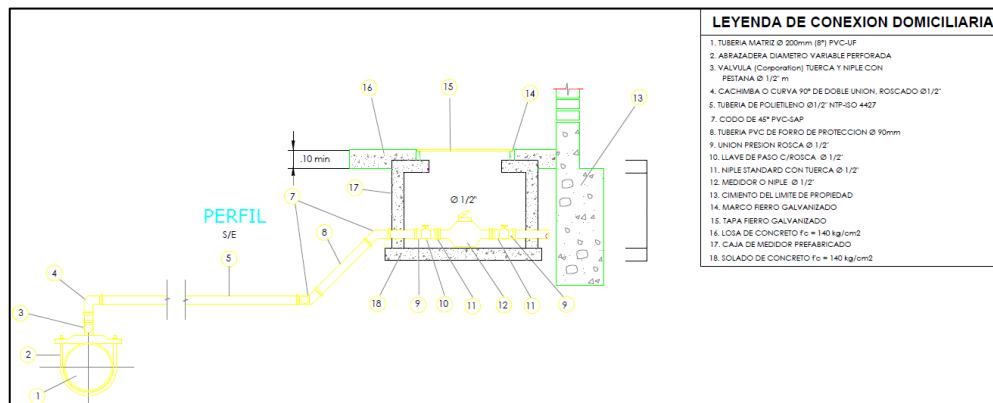 LEYENDA DE CONEXION DOMICILIARIA
1. TUBERIA MATRIZ Ø 200mm (8") PVC-UF
2. ABRAZADERA DIAMETRO VARIABLE PERFORADA
3. VALVULA (Corporation) TUERCA Y NIPLE CON
PESTANA Ø 1/2" m
4. CACHIMBA O CURVA 90° DE DOBLE UNION, ROSCADO Ø1/2"
5. TUBERIA DE POLIETILENO Ø1/2" NTP-ISO 4427
7. CODO DE 45° PVC-SAP
8. TUBERIA PVC DE FORRO DE PROTECCION Ø 90mm
9. UNION PRESION ROSCA Ø 1/2"
10. LLAVE DE PASO C/ROSCA Ø 1/2"
11. NIPLE STANDARD CON TUERCA Ø 1/2"
12. MEDIDOR O NIPLE Ø 1/2"
13. CIMIENTO DEL LIMITE DE PROPIEDAD
14. MARCO FIERRO GALVANIZADO
15. TAPA FIERRO GALVANIZADO
16. LOSA DE CONCRETO f'c = 140 kg/cm2
17. CAJA DE MEDIDOR PREFABRICADO
18. SOLADO DE CONCRETO f'c = 140 kg/cm2
16
15
14
13
.10 min
17
Ø 1/2"
7
PERFIL
S/E
8
5
4
3
2
1
18
9
10
11
12
11
9